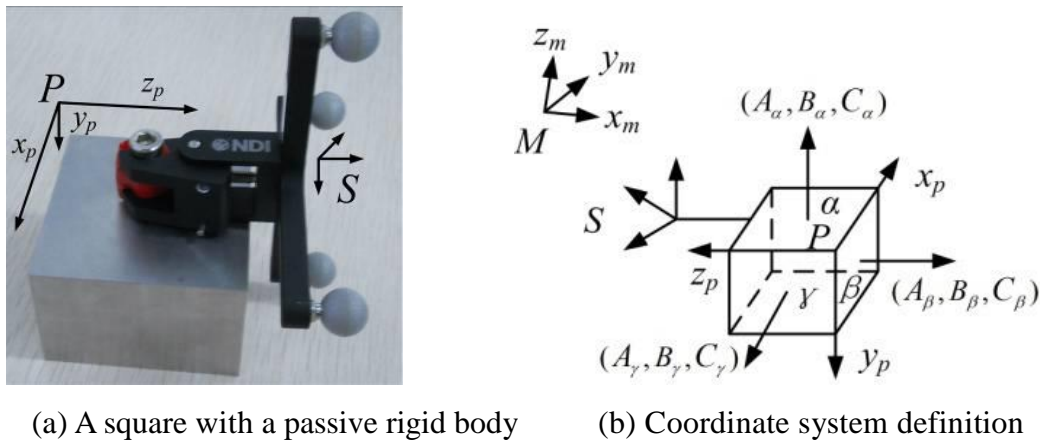 P
z_p
y_p
x_p
NDI
S
z_m
y_m
x_m
M
(A_α, B_α, C_α)
x_p
α
S
P
z_p
γ
β
(A_β, B_β, C_β)
(A_γ, B_γ, C_γ)
y_p
(a) A square with a passive rigid body
(b) Coordinate system definition